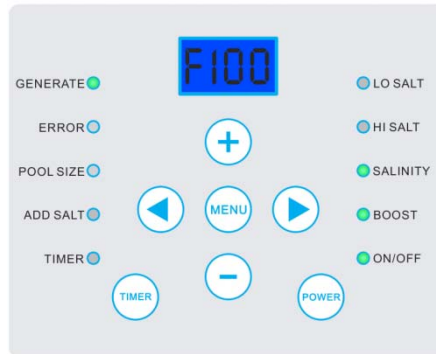 F100
GENERATE
LO SALT
ERROR
HI SALT
POOL SIZE
SALINITY
MENU
ADD SALT
BOOST
TIMER
ON/OFF
TIMER
POWER